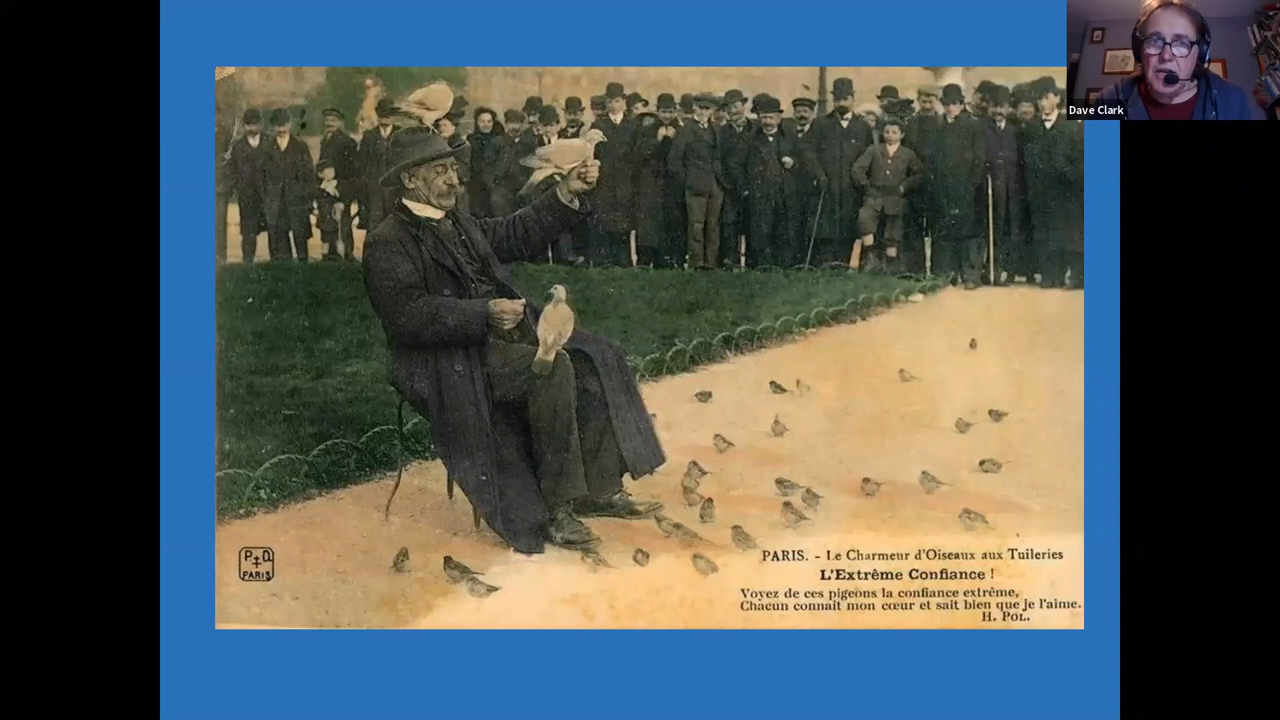 Dave Clark
P+D
PARIS
PARIS. - Le Charmeur d'Oiseaux aux Tuileries
L'Extrême Confiance !
Voyez de ces pigeons la confiance extrême,
Chacun connait mon cœur et sait bien que je l'aime.
H. POL.